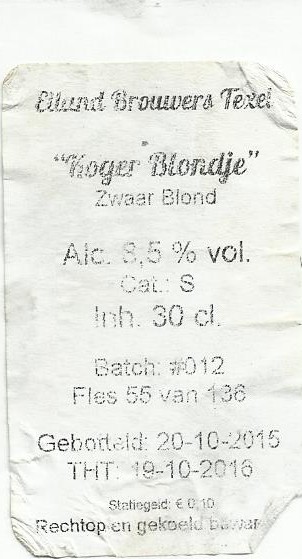 Eiland Brouwers Texel
"Koger Blondje"
Zwaar Blond
Alc. 8,5 % vol.
Cat.: S
Inh. 30 cl.
Batch: #012
Fles 55 van 136
Gebotteld: 20-10-2015
THT: 19-10-2016
Statiegeld: € 0,10
Rechtop en gekoeld bewar